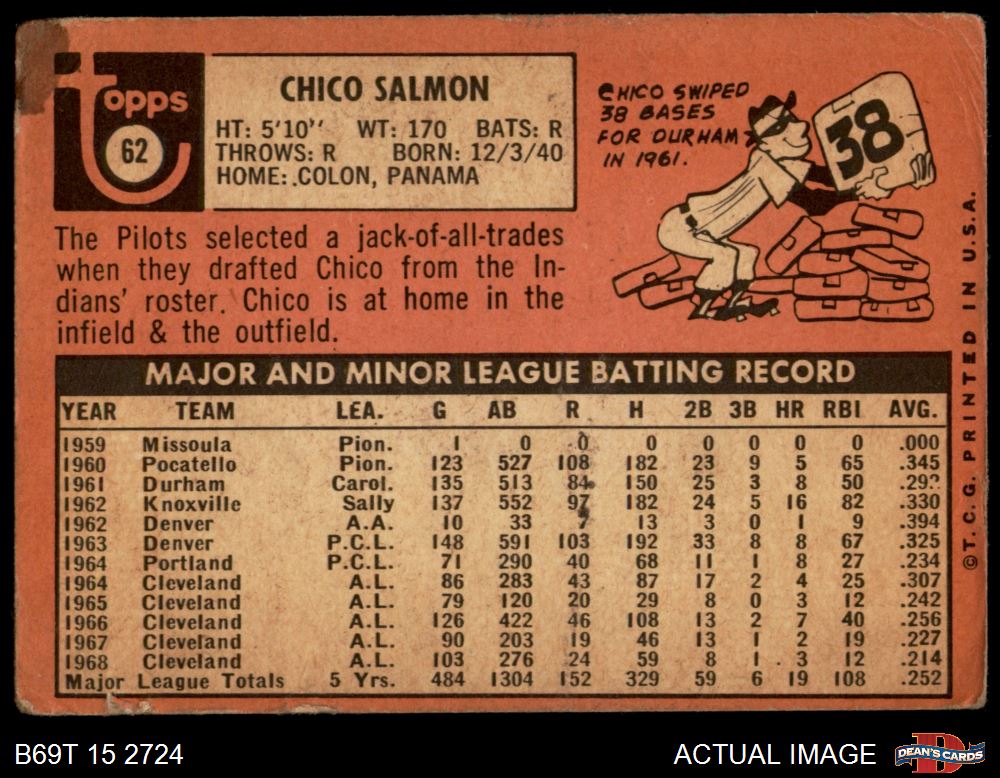 Topps
62
CHICO SALMON
HT: 5'10" WT: 170 BATS: R
THROWS: R BORN: 12/3/40
HOME: COLON, PANAMA
CHICO SWIPED
38 BASES
FOR DURHAM
IN 1961.
38
The Pilots selected a jack-of-all-trades
when they drafted Chico from the In-
dians' roster. Chico is at home in the
infield & the outfield.
MAJOR AND MINOR LEAGUE BATTING RECORD
YEAR TEAM LEA. G AB R H 2B 3B HR RBI AVG.
1959 Missoula Pion. 1 0 0 0 0 0 0 0 .000
1960 Pocatello Pion. 123 527 108 182 23 9 5 65 .345
1961 Durham Carol. 135 513 84 150 25 3 8 50
1962 Knoxville Sally 137 552 97 182 24 5 16 82 .330
1962 Denver A.A. 10 33 7 13 3 0 1 9 .394
1963 Denver P.C.L. 148 591 103 192 33 8 8 67 .325
1964 Portland P.C.L. 71 290 40 68 11 1 8 27 .234
1964 Cleveland A.L. 86 283 43 87 17 2 4 25 .307
1965 Cleveland A.L. 79 120 20 29 8 0 3 12 .242
1966 Cleveland A.L. 126 422 46 108 13 2 7 40 .256
1967 Cleveland A.L. 90 203 19 46 13 1 2 19 .227
1968 Cleveland A.L. 103 276 24 59 8 1 3 12 .214
Major League Totals 5 Yrs. 484 1304 152 329 59 6 19 108 .252
©T.C.G. PRINTED IN U.S.A.
B69T 15 2724
ACTUAL IMAGE
DEAN'S CARDS